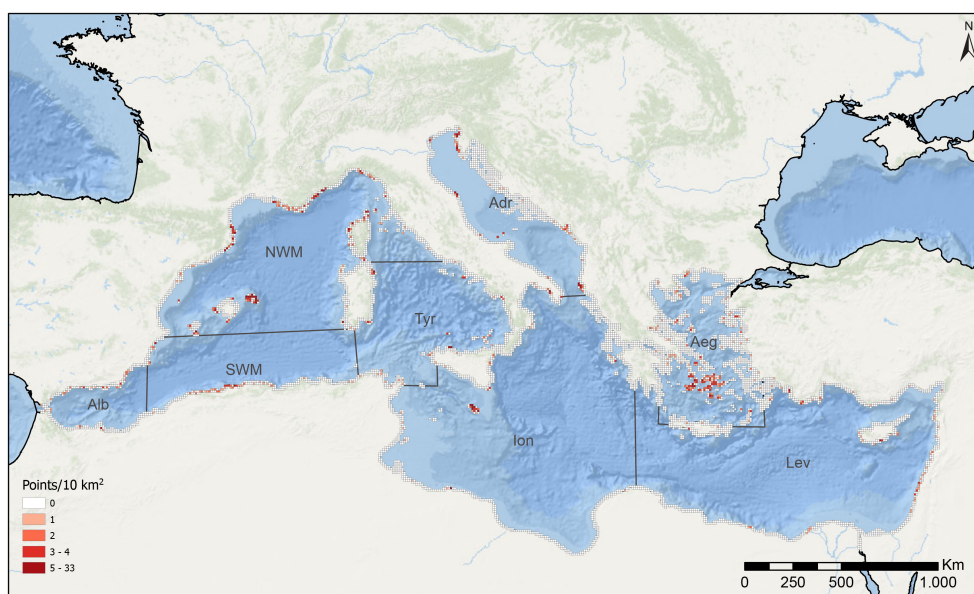 N
Adr
NWM
Tyr
Aeg
SWM
Alb
Ion
Lev
Points/10 km²
0
1
2
3 - 4
5 - 33
Km
0 250 500 1.000